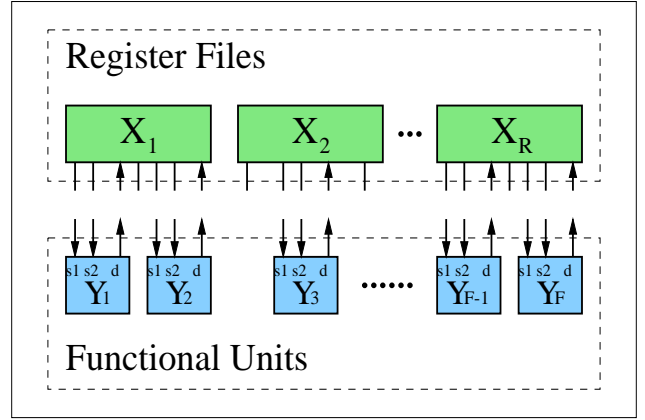 Register Files
X1 X2 ... XR
s1 s2 d s1 s2 d s1 s2 d s1 s2 d s1 s2 d
Y1 Y2 Y3 ...... YF-1 YF
Functional Units